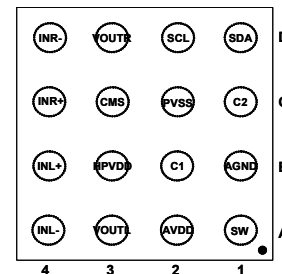 INR- VOUTR SCL SDA D
INR+ CMS PVSS C2 C
INL+ HPVDD C1 AGND B
INL- VOUTL AVDD SW A
4 3 2 1